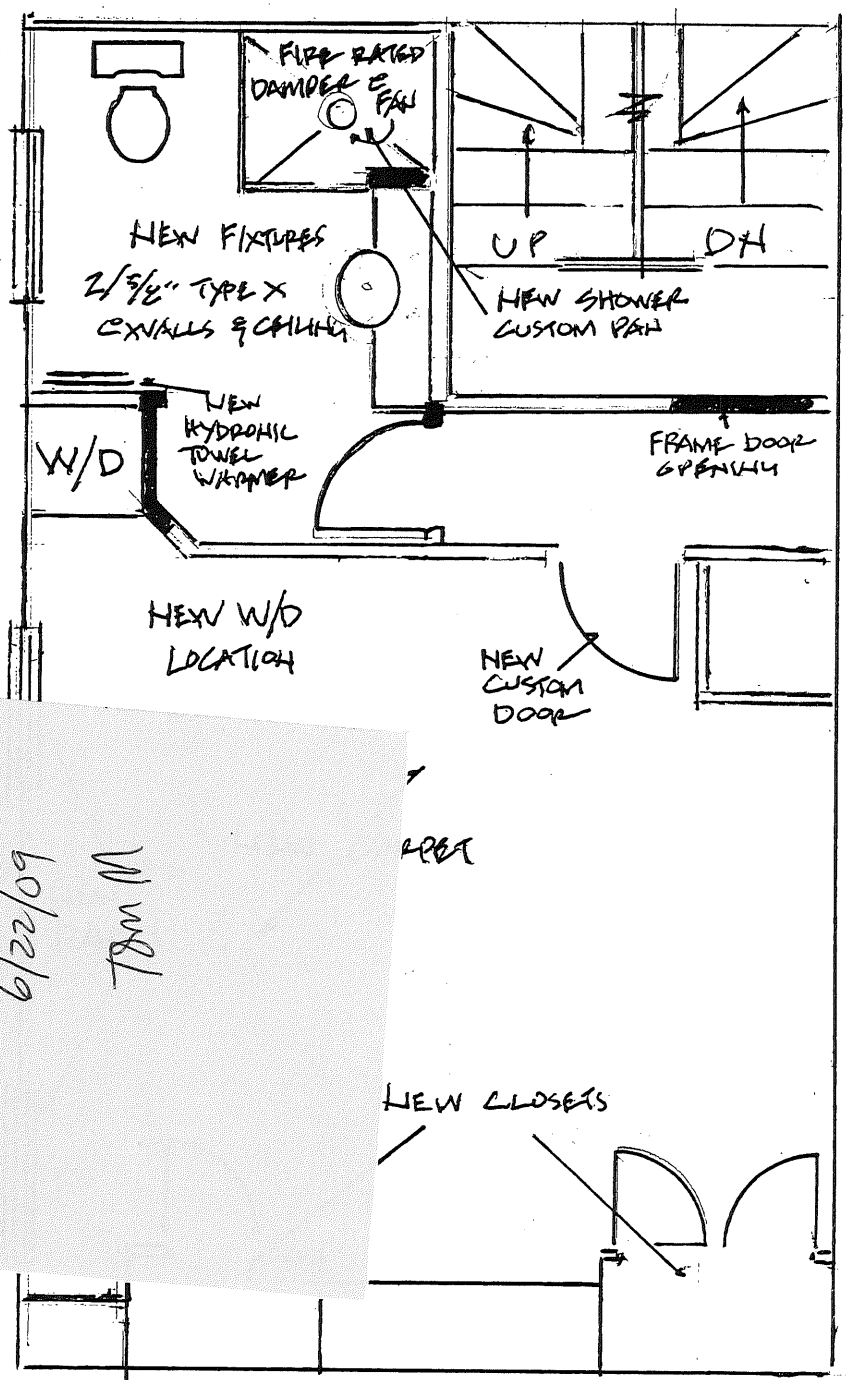 FIRE RATED
DAMPER @
FAN
NEW FIXTURES
2/ 5/8" TYPE X
@ WALLS & CEILING
UP
DN
NEW SHOWER
CUSTOM PAN
NEW
HYDRONIC
TOWEL
WARMER
W/D
FRAME DOOR
OPENING
NEW W/D
LOCATION
NEW
CUSTOM
DOOR
RPET
6/22/09
NEW CLOSETS